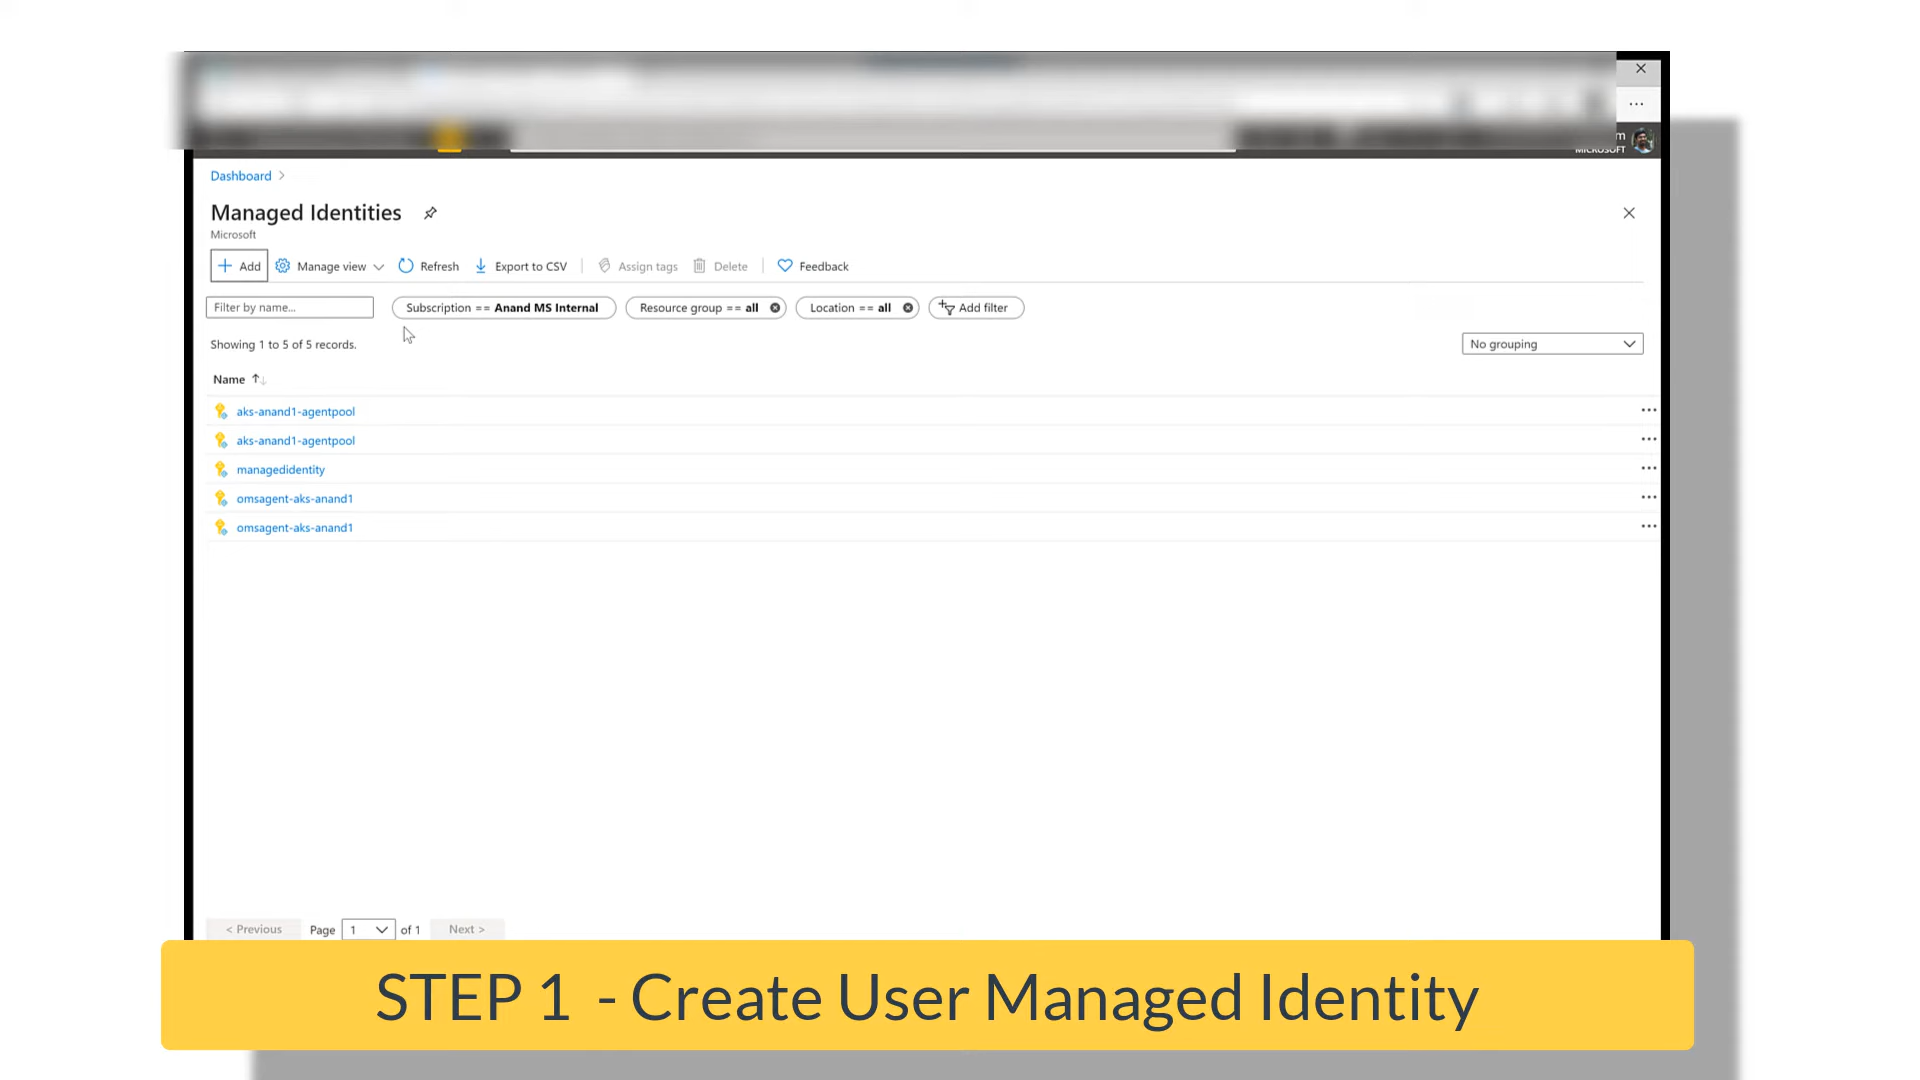 MICROSOFT
Dashboard
Managed Identities
Microsoft
Add Manage view Refresh Export to CSV Assign tags Delete Feedback
Filter by name... Subscription == Anand MS Internal Resource group == all Location == all Add filter
Showing 1 to 5 of 5 records. No grouping
Name
aks-anand1-agentpool
aks-anand1-agentpool
managedidentity
omsagent-aks-anand1
omsagent-aks-anand1
< Previous Page 1 of 1 Next >
STEP 1 - Create User Managed Identity